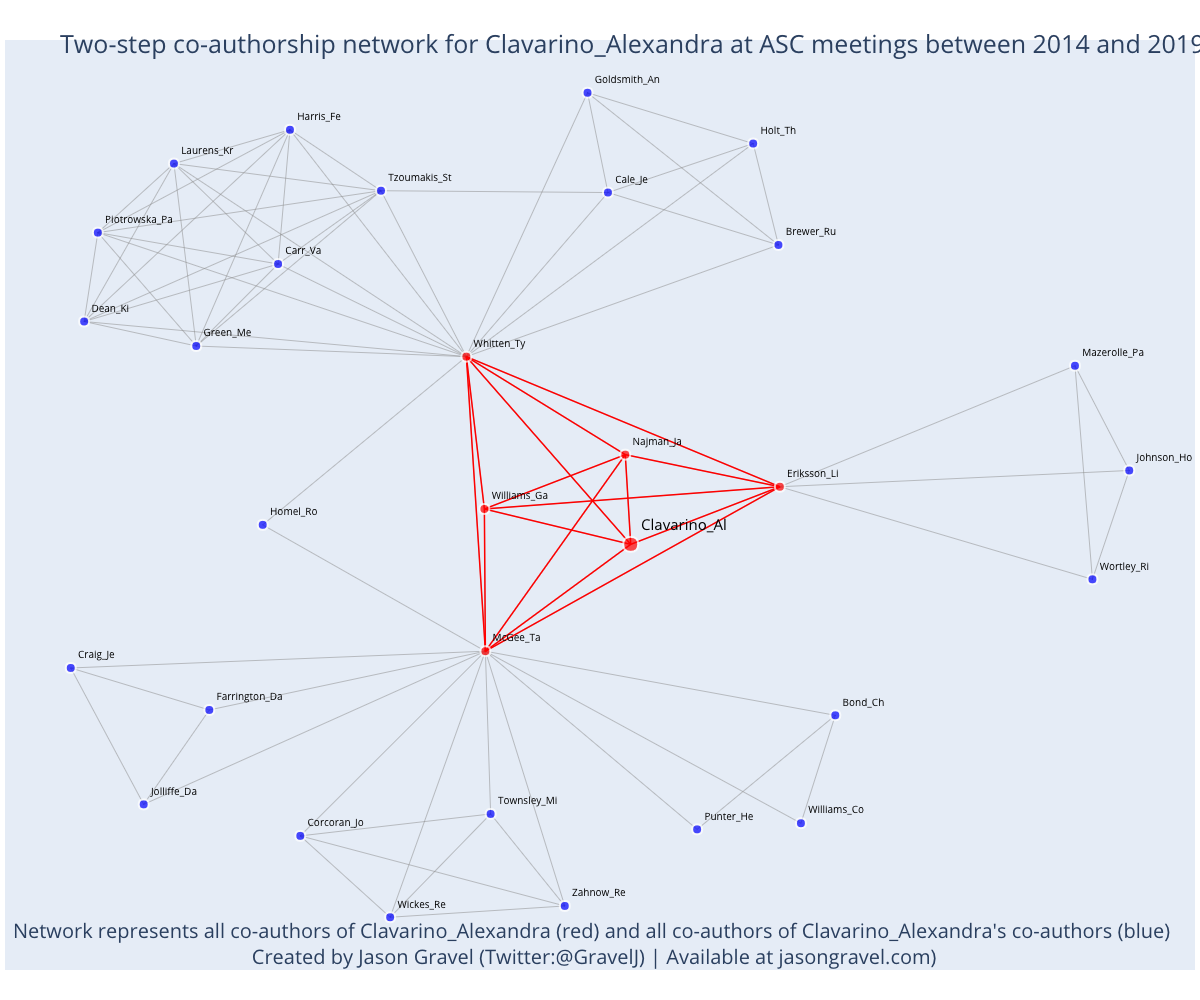 Two-step co-authorship network for Clavarino_Alexandra at ASC meetings between 2014 and 2019
Goldsmith_An
Harris_Fe
Holt_Th
Laurens_Kr
Tzoumakis_St
Cale_Je
Piotrowska_Pa
Brewer_Ru
Carr_Va
Dean_Ki
Green_Me
Whitten_Ty
Mazerolle_Pa
Najman_Ja
Johnson_Ho
Eriksson_Li
Williams_Ga
Homel_Ro
Clavarino_Al
Wortley_Ri
McGee_Ta
Craig_Je
Farrington_Da
Bond_Ch
Jolliffe_Da
Townsley_Mi
Williams_Co
Punter_He
Corcoran_Jo
Zahnow_Re
Wickes_Re
Network represents all co-authors of Clavarino_Alexandra (red) and all co-authors of Clavarino_Alexandra's co-authors (blue)
Created by Jason Gravel (Twitter:@GravelJ) | Available at jasongravel.com)